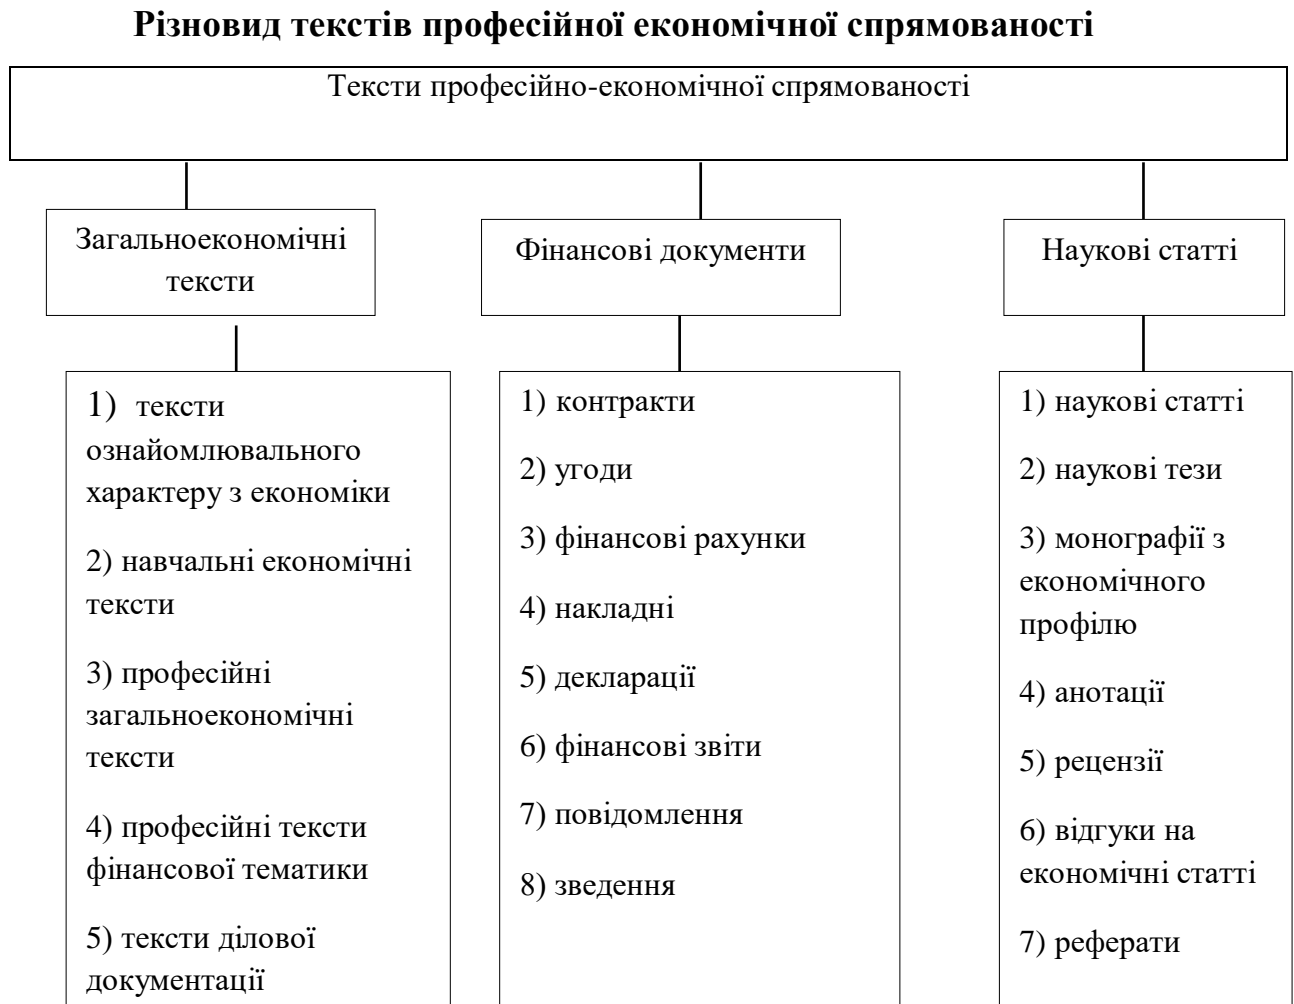 Різновид текстів професійної економічної спрямованості
Тексти професійно-економічної спрямованості
Загальноекономічні
тексти
Фінансові документи
Наукові статті
1) тексти
ознайомлювального
характеру з економіки
2) навчальні економічні
тексти
3) професійні
загальноекономічні
тексти
4) професійні тексти
фінансової тематики
5) тексти ділової
документації
1) контракти
2) угоди
3) фінансові рахунки
4) накладні
5) декларації
6) фінансові звіти
7) повідомлення
8) зведення
1) наукові статті
2) наукові тези
3) монографії з
економічного
профілю
4) анотації
5) рецензії
6) відгуки на
економічні статті
7) реферати